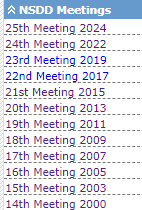 NSDD Meetings
25th Meeting 2024
24th Meeting 2022
23rd Meeting 2019
22nd Meeting 2017
21st Meeting 2015
20th Meeting 2013
19th Meeting 2011
18th Meeting 2009
17th Meeting 2007
16th Meeting 2005
15th Meeting 2003
14th Meeting 2000